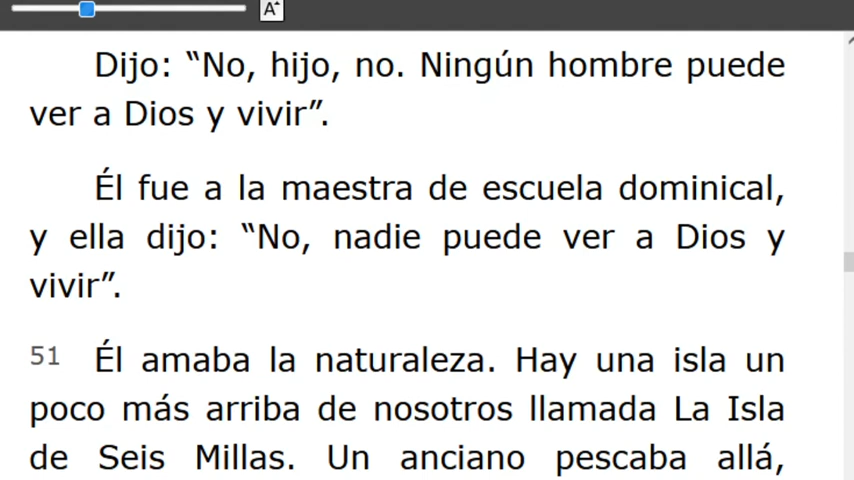 A
Dijo: “No, hijo, no. Ningún hombre puede
ver a Dios y vivir”.
Él fue a la maestra de escuela dominical,
y ella dijo: “No, nadie puede ver a Dios y
vivir”.
51 Él amaba la naturaleza. Hay una isla un
poco más arriba de nosotros llamada La Isla
de Seis Millas. Un anciano pescaba allá,